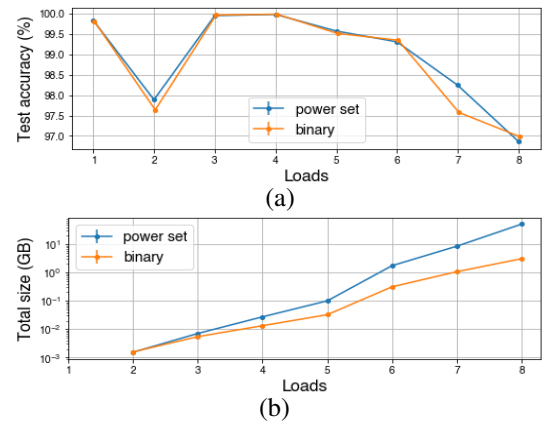 100.0
99.5
99.0
98.5
98.0
97.5
97.0
Test accuracy (%)
power set
binary
1 2 3 4 5 6 7 8
Loads
(a)
power set
binary
10¹
10⁰
10⁻¹
10⁻²
10⁻³
Total size (GB)
1 2 3 4 5 6 7 8
Loads
(b)